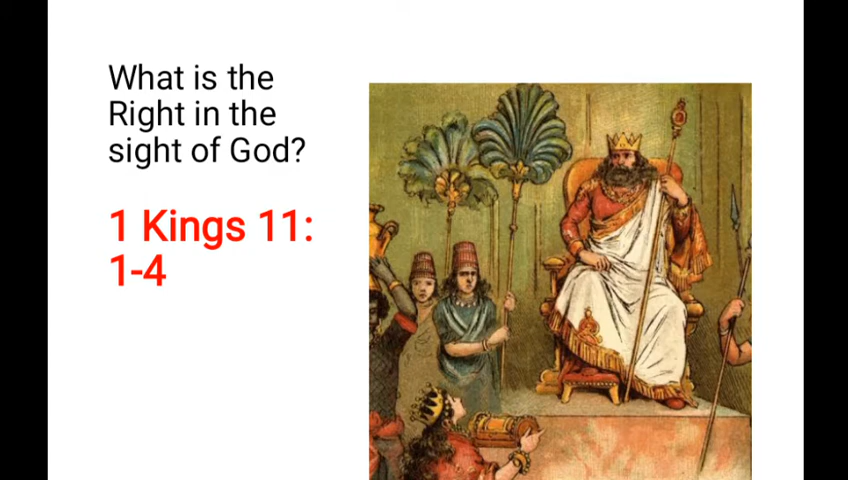 What is the
Right in the
sight of God?
1 Kings 11:
1-4